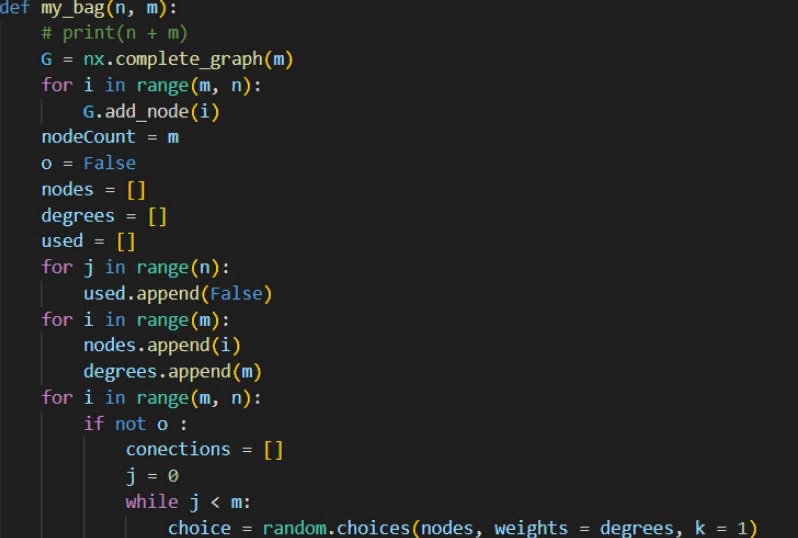 def my_bag(n, m):
    # print(n + m)
    G = nx.complete_graph(m)
    for i in range(m, n):
        G.add_node(i)
    nodeCount = m
    o = False
    nodes = []
    degrees = []
    used = []
    for j in range(n):
        used.append(False)
    for i in range(m):
        nodes.append(i)
        degrees.append(m)
    for i in range(m, n):
        if not o :
            conections = []
            j = 0
            while j < m:
                choice = random.choices(nodes, weights = degrees, k = 1)